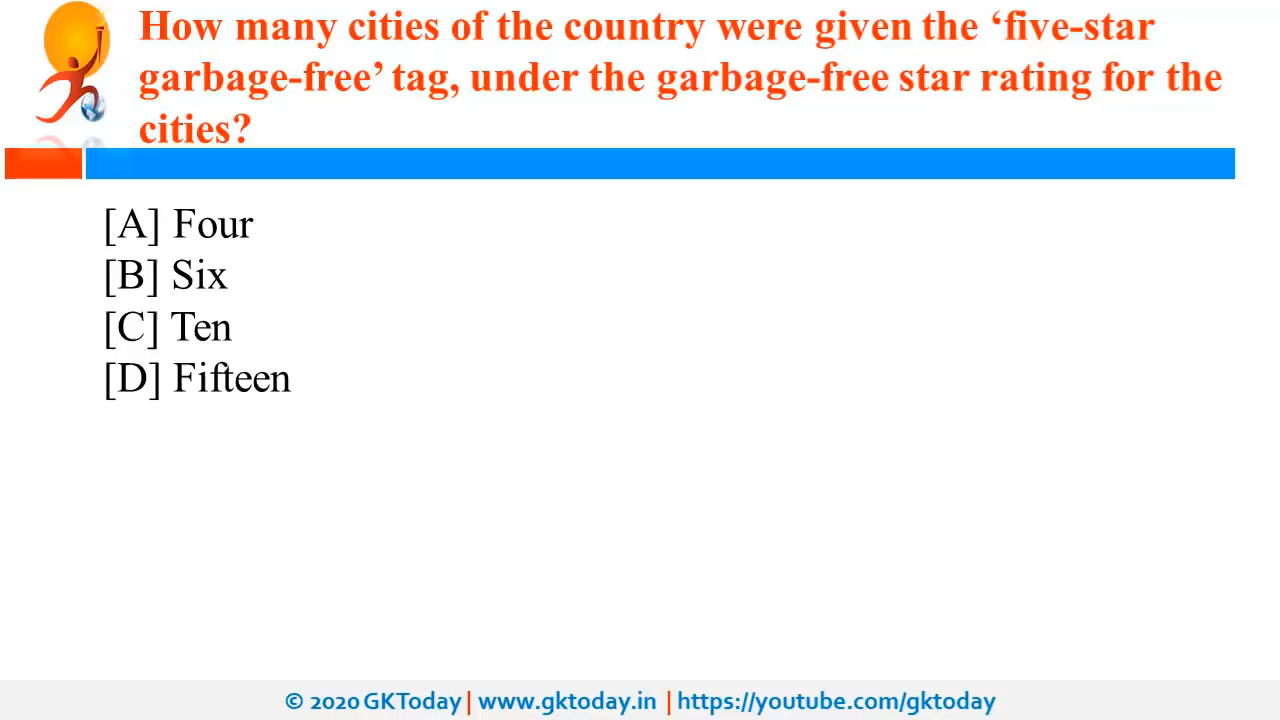 How many cities of the country were given the ‘five-star
garbage-free’ tag, under the garbage-free star rating for the
cities?
[A] Four
[B] Six
[C] Ten
[D] Fifteen
© 2020 GKToday | www.gktoday.in | https://youtube.com/gktoday